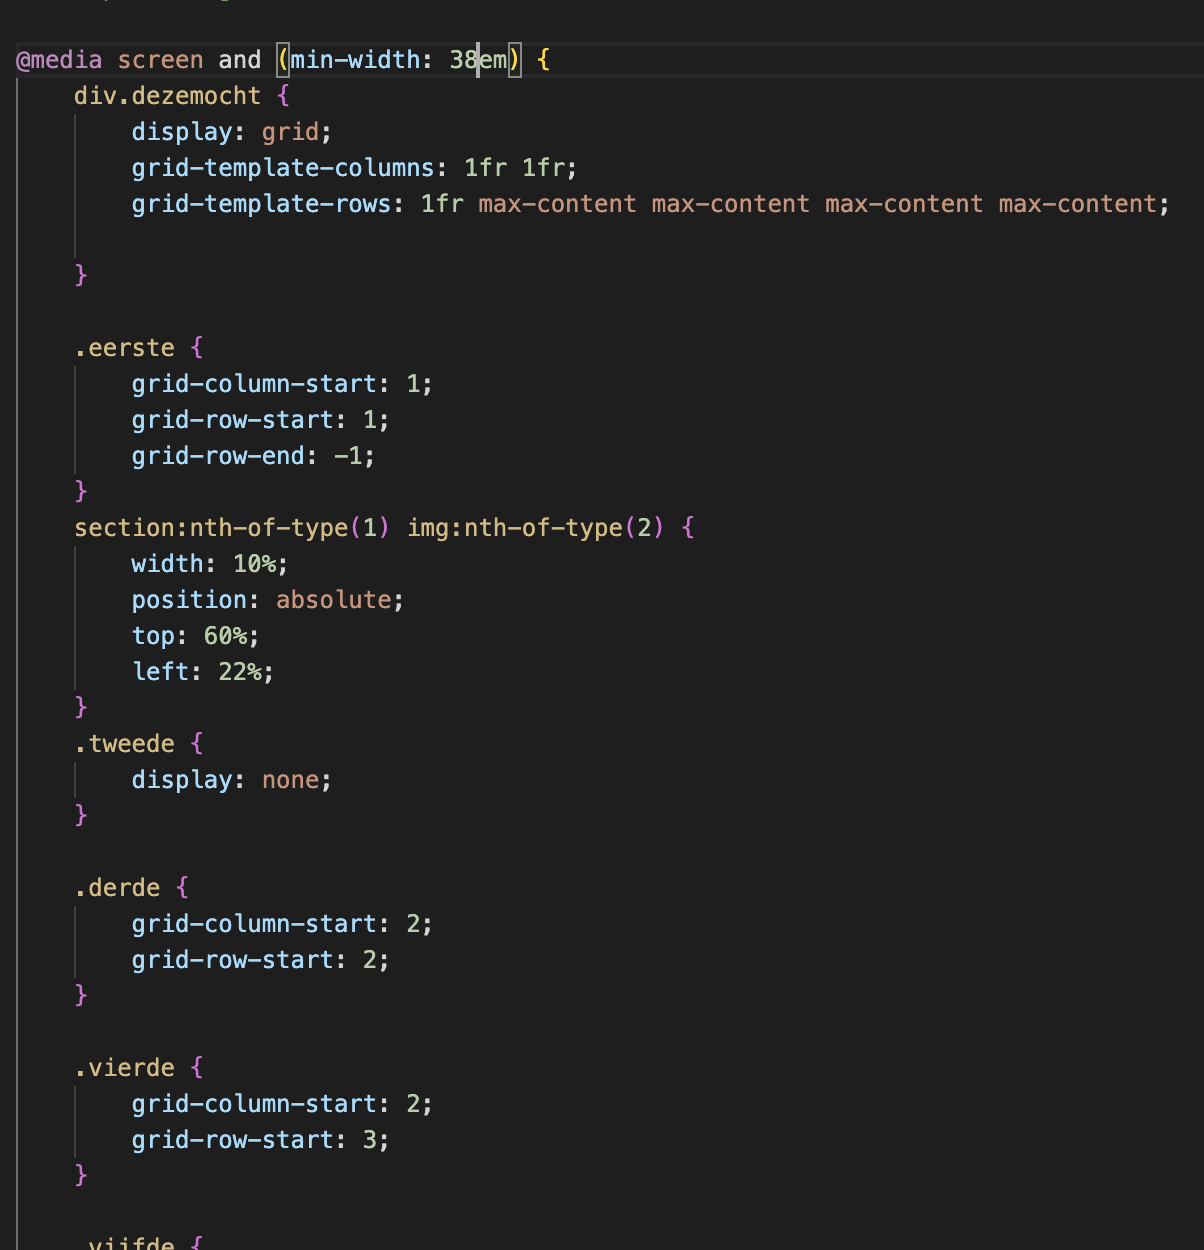 @media screen and (min-width: 38em) {
div.dezemocht {
display: grid;
grid-template-columns: 1fr 1fr;
grid-template-rows: 1fr max-content max-content max-content max-content;
}
.eerste {
grid-column-start: 1;
grid-row-start: 1;
grid-row-end: -1;
}
section:nth-of-type(1) img:nth-of-type(2) {
width: 10%;
position: absolute;
top: 60%;
left: 22%;
}
.tweede {
display: none;
}
.derde {
grid-column-start: 2;
grid-row-start: 2;
}
.vierde {
grid-column-start: 2;
grid-row-start: 3;
}
.vijfde {